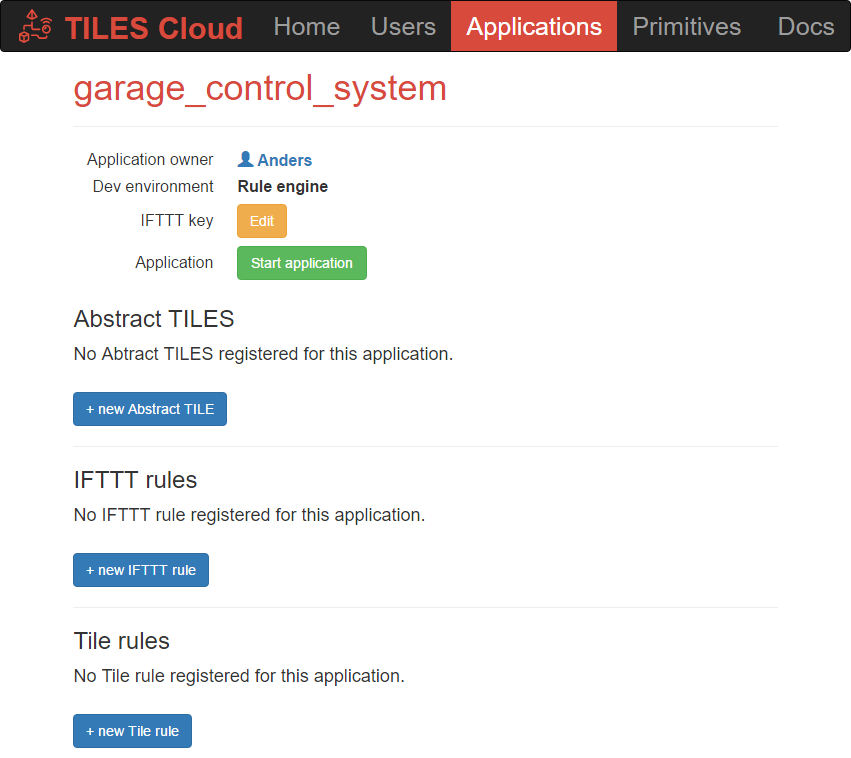 TILES Cloud Home Users Applications Primitives Docs
garage_control_system
Application owner Anders
Dev environment Rule engine
IFTTT key Edit
Application Start application
Abstract TILES
No Abtract TILES registered for this application.
+ new Abstract TILE
IFTTT rules
No IFTTT rule registered for this application.
+ new IFTTT rule
Tile rules
No Tile rule registered for this application.
+ new Tile rule